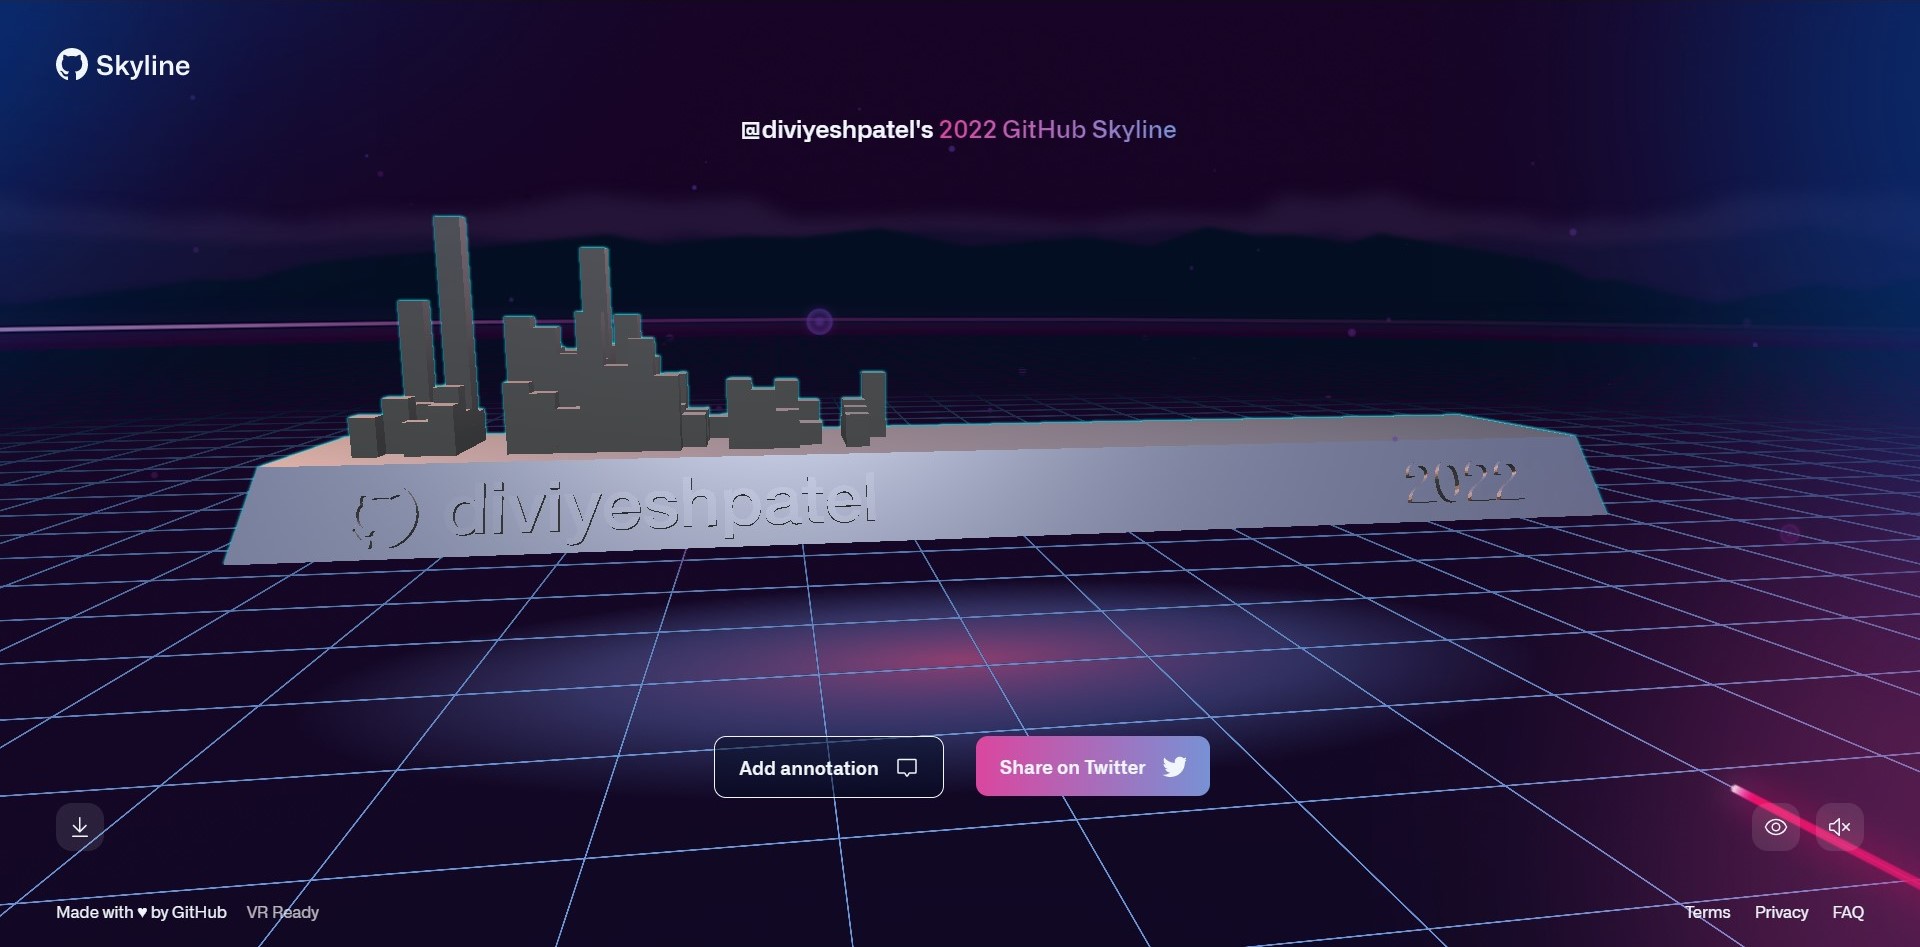 Skyline
@diviyeshpatel's 2022 GitHub Skyline
diviyeshpatel
2022
Add annotation
Share on Twitter
Made with ♥ by GitHub
VR Ready
Terms
Privacy
FAQ